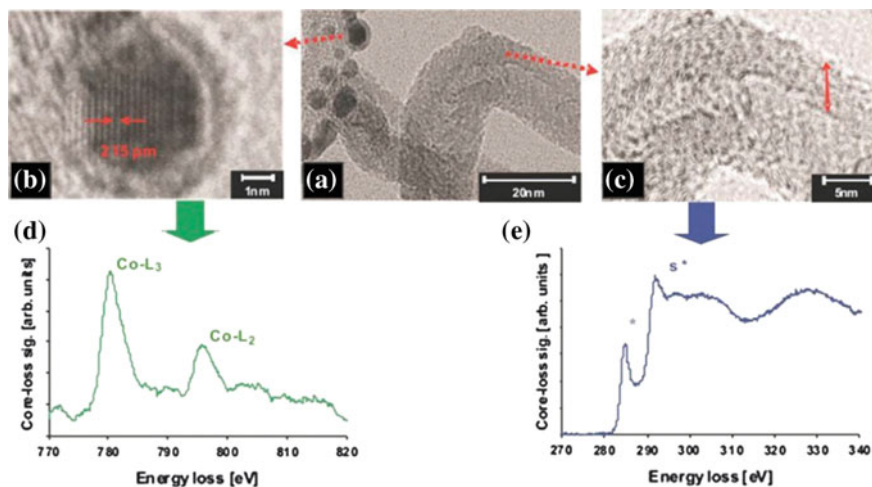 215 pm
1nm
(b)
(a)
20nm
(c)
5nm
(d)
Core-loss sig. [arb. units]
Co-L₃
Co-L₂
770 780 790 800 810 820
Energy loss [eV]
(e)
Core-loss sig. [arb. units ]
*
s *
270 280 290 300 310 320 330 340
Energy loss [eV]